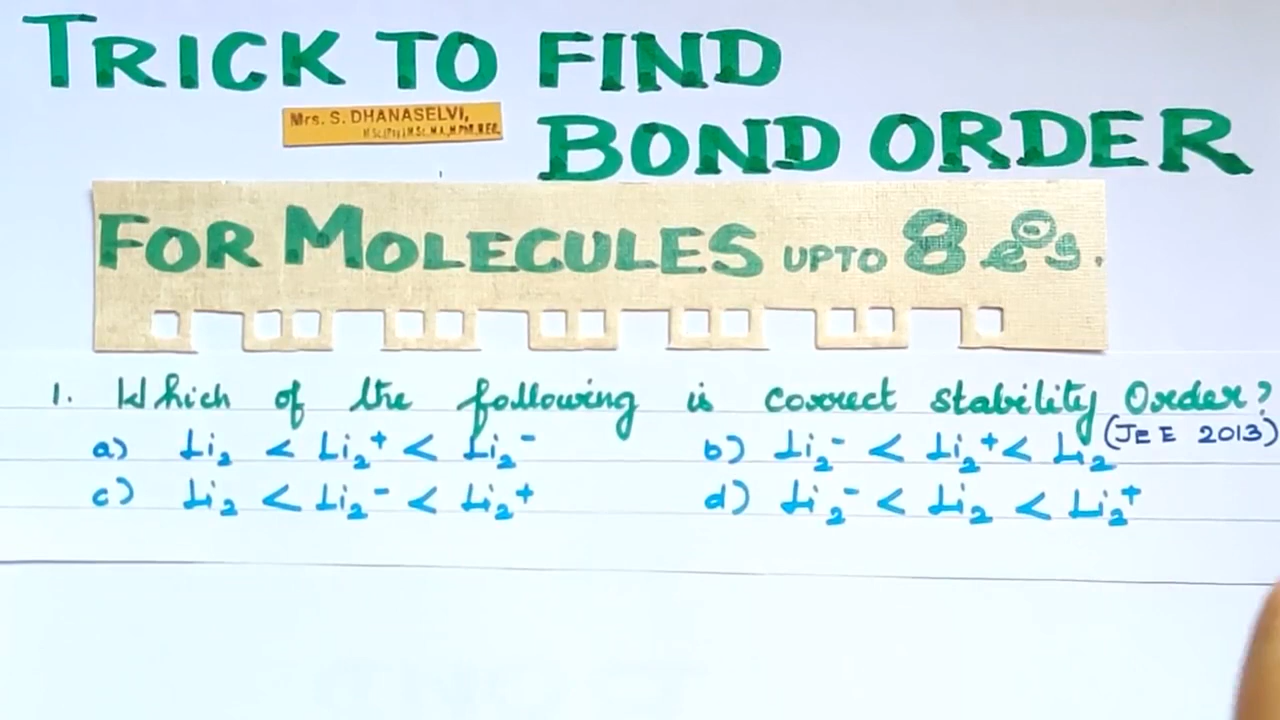 TRICK TO FIND
BOND ORDER
Mrs. S. DHANASELVI,
FOR MOLECULES UPTO 8 e⊖s.
1. Which of the following is correct stability Order?
(JEE 2013)
a) Li₂ < Li₂⁺ < Li₂⁻
b) Li₂⁻ < Li₂⁺ < Li₂
c) Li₂ < Li₂⁻ < Li₂⁺
d) Li₂⁻ < Li₂ < Li₂⁺